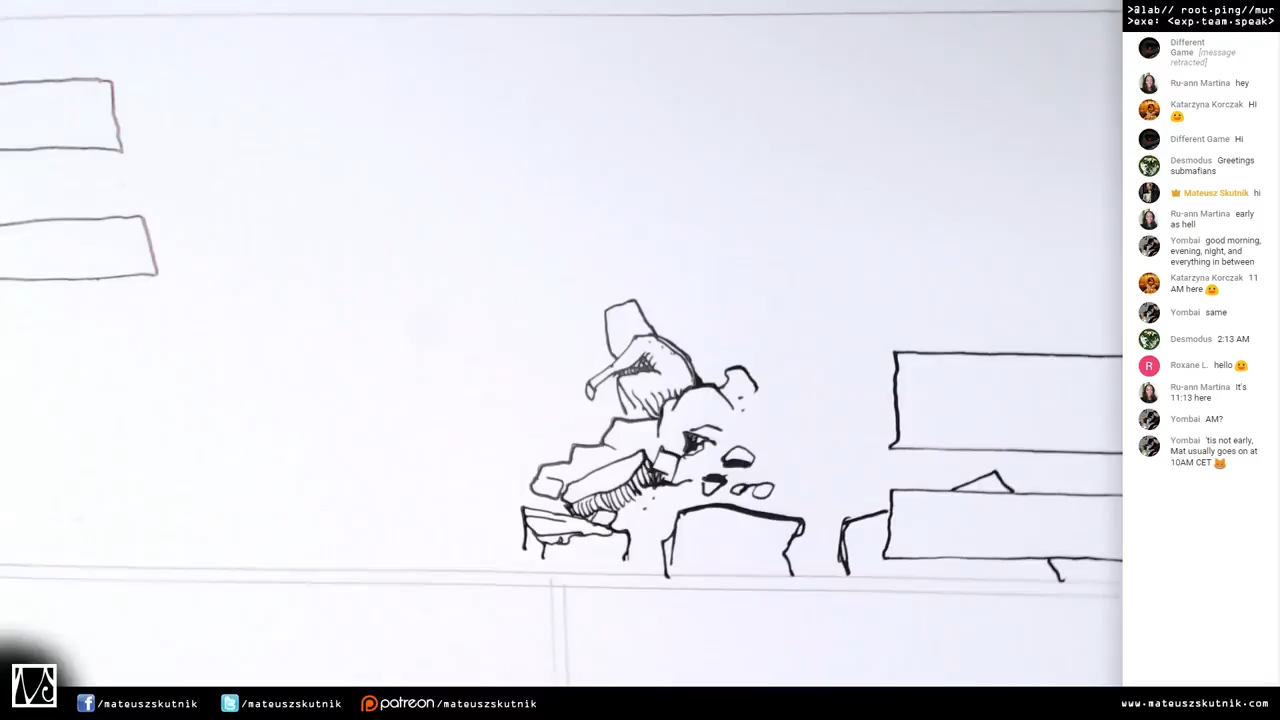 >@lab// root.ping//mur
>exe: <exp.team.speak>
Different
Game [message
retracted]
Ru-ann Martina hey
Katarzyna Korczak HI
Different Game Hi
Desmodus Greetings
submafians
Mateusz Skutnik hi
Ru-ann Martina early
as hell
Yombai good morning,
evening, night, and
everything in between
Katarzyna Korczak 11
AM here
Yombai same
Desmodus 2:13 AM
R Roxane L. hello
Ru-ann Martina It's
11:13 here
Yombai AM?
Yombai 'tis not early,
Mat usually goes on at
10AM CET
/mateuszskutnik
/mateuszskutnik
patreon /mateuszskutnik
www.mateuszskutnik.com